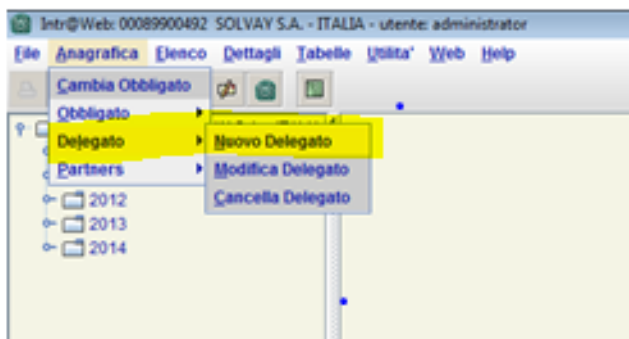 Intr@Web: 00089900492 SOLVAY S.A. - ITALIA - utente: administrator
File Anagrafica Elenco Dettagli Tabelle Utilita' Web Help
Cambia Obbligato
Obbligato
Delegato Nuovo Delegato
Partners Modifica Delegato
2012 Cancella Delegato
2013
2014